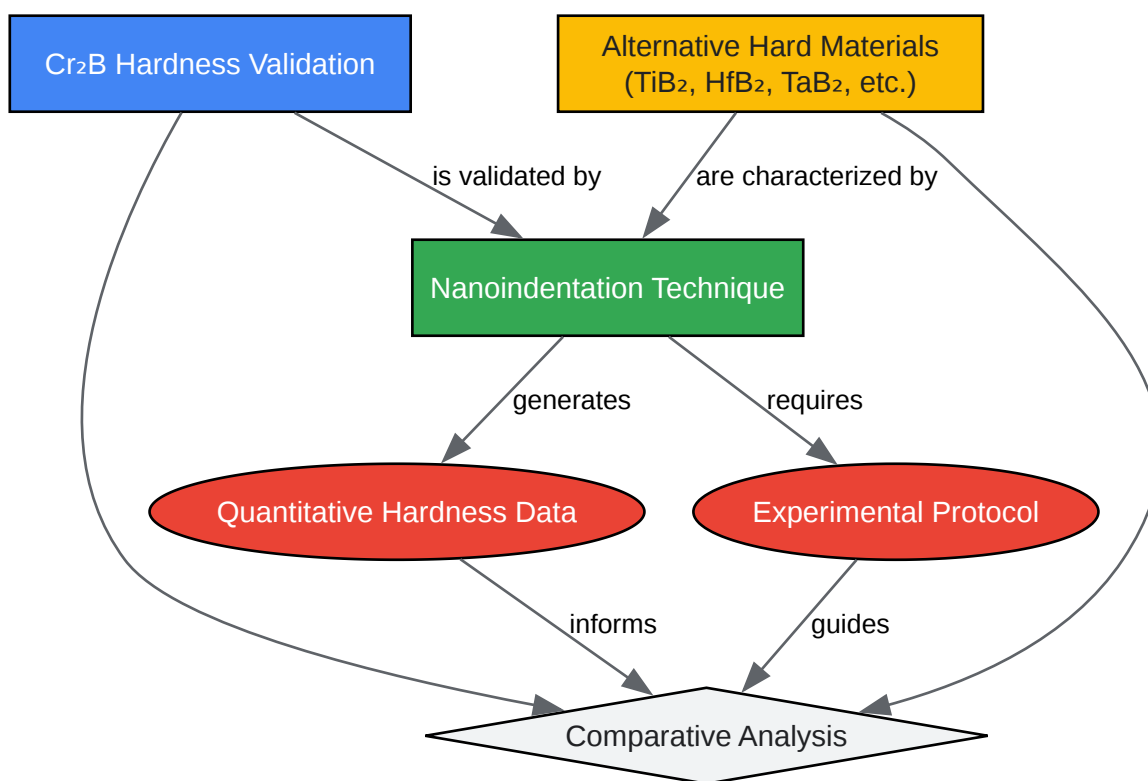 Cr₂B Hardness Validation
Alternative Hard Materials
(TiB₂, HfB₂, TaB₂, etc.)
is validated by
are characterized by
Nanoindentation Technique
generates
requires
Quantitative Hardness Data
Experimental Protocol
informs
guides
Comparative Analysis